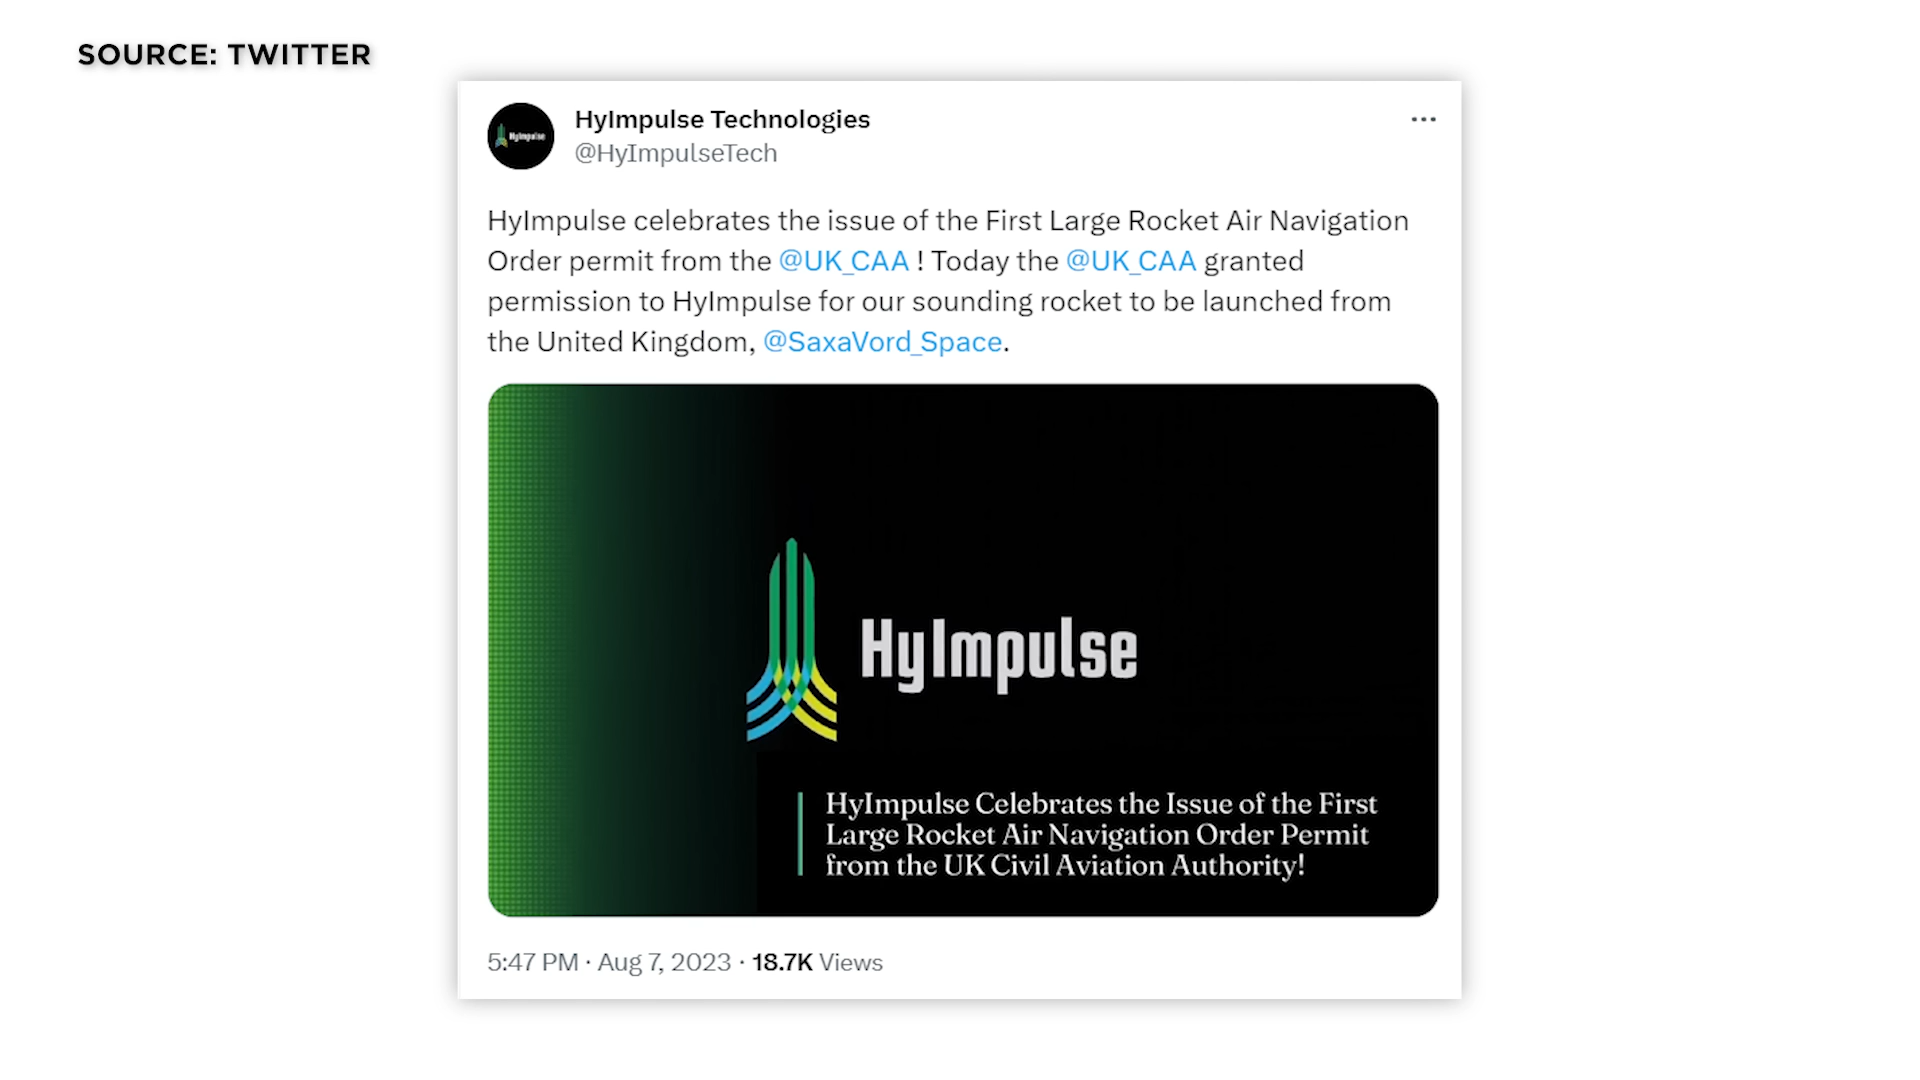 SOURCE: TWITTER
HyImpulse
HyImpulse Technologies
@HyImpulseTech
HyImpulse celebrates the issue of the First Large Rocket Air Navigation
Order permit from the @UK_CAA ! Today the @UK_CAA granted
permission to HyImpulse for our sounding rocket to be launched from
the United Kingdom, @SaxaVord_Space.
HyImpulse
HyImpulse Celebrates the Issue of the First
Large Rocket Air Navigation Order Permit
from the UK Civil Aviation Authority!
5:47 PM · Aug 7, 2023 · 18.7K Views